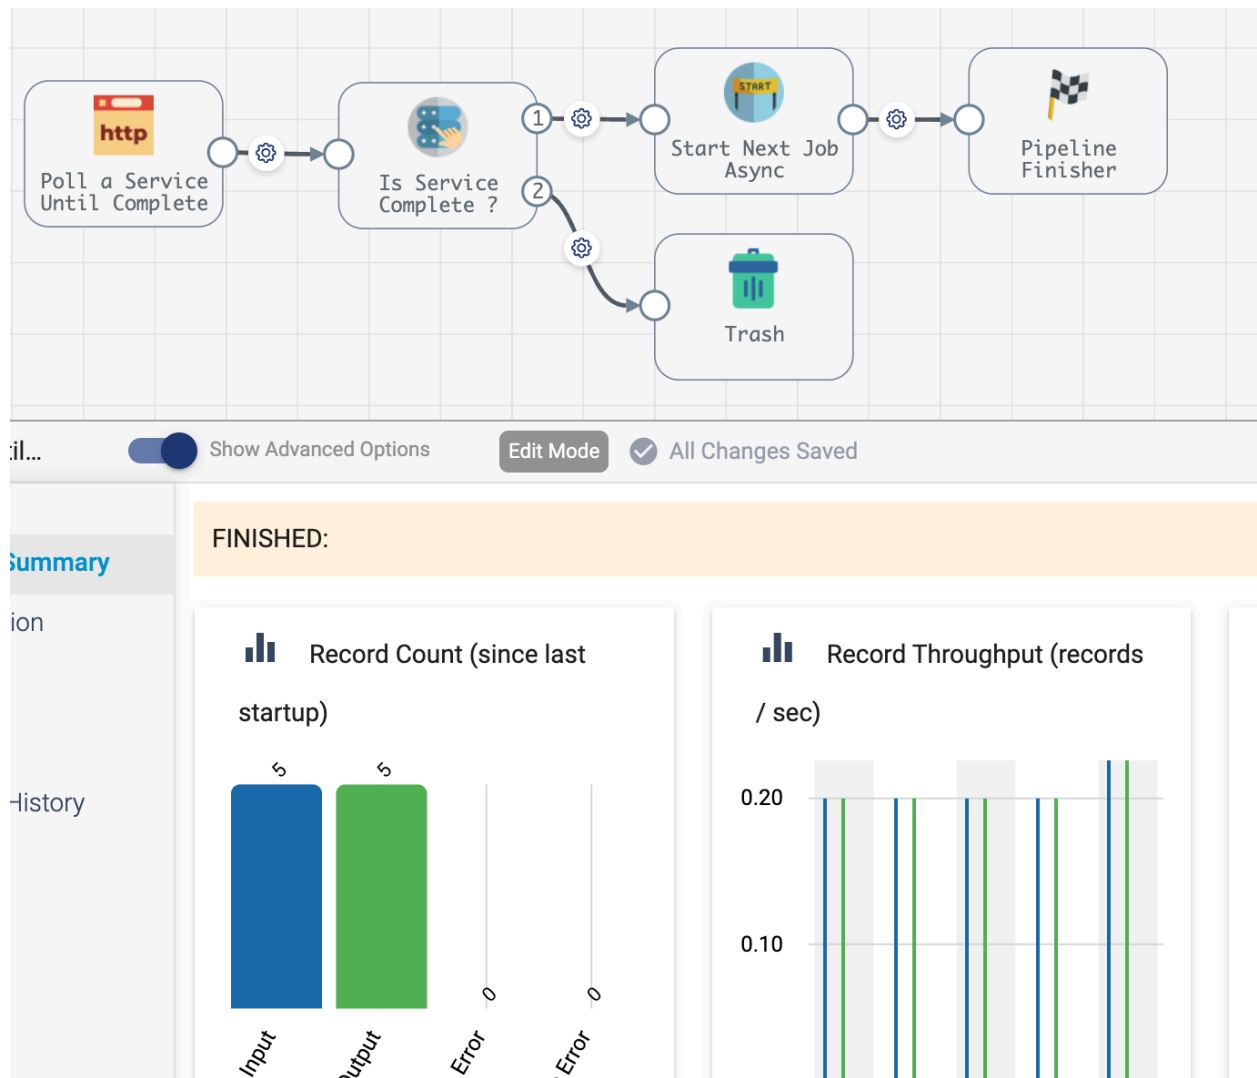 http
Poll a Service
Until Complete
Is Service
Complete ?
1
2
START
Start Next Job
Async
Pipeline
Finisher
Trash
Show Advanced Options
Edit Mode
All Changes Saved
Summary
FINISHED:
History
Record Count (since last
startup)
5
5
0
0
Input
Output
Error
Error
Record Throughput (records
/ sec)
0.20
0.10